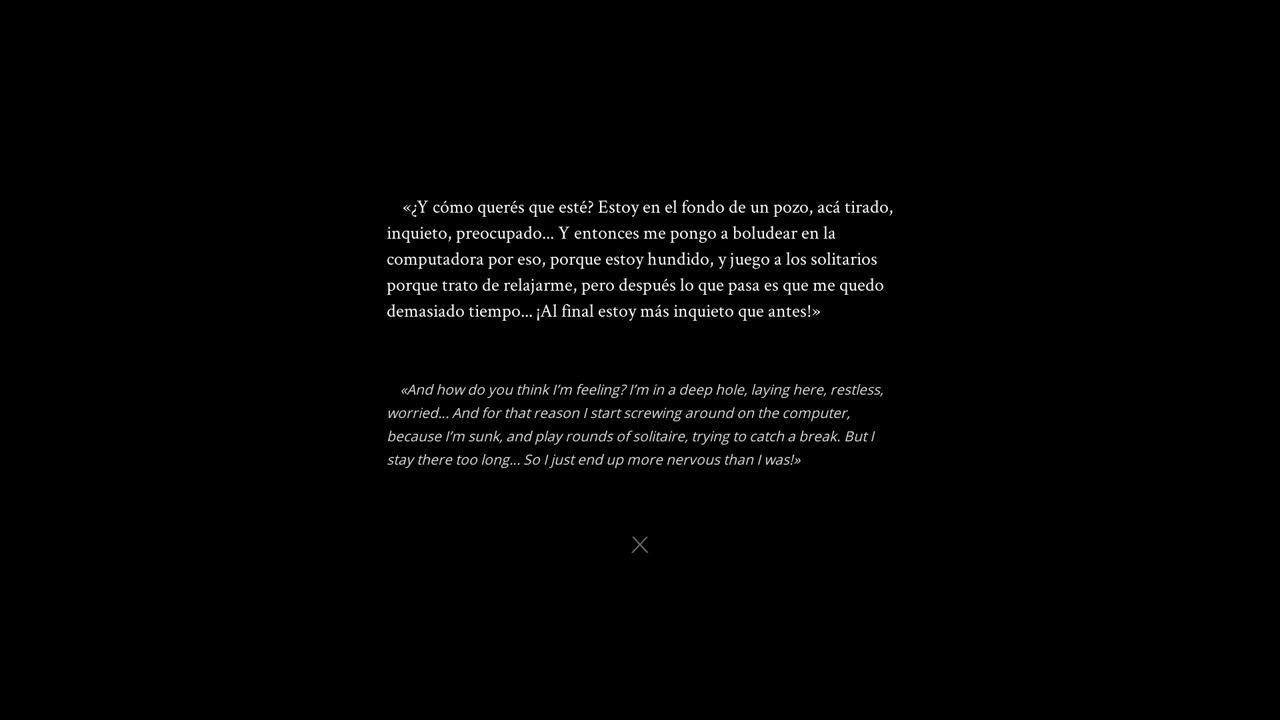 «¿Y cómo querés que esté? Estoy en el fondo de un pozo, acá tirado,
inquieto, preocupado... Y entonces me pongo a boludear en la
computadora por eso, porque estoy hundido, y juego a los solitarios
porque trato de relajarme, pero después lo que pasa es que me quedo
demasiado tiempo... ¡Al final estoy más inquieto que antes!»
«And how do you think I'm feeling? I'm in a deep hole, laying here, restless,
worried... And for that reason I start screwing around on the computer,
because I'm sunk, and play rounds of solitaire, trying to catch a break. But I
stay there too long... So I just end up more nervous than I was!»